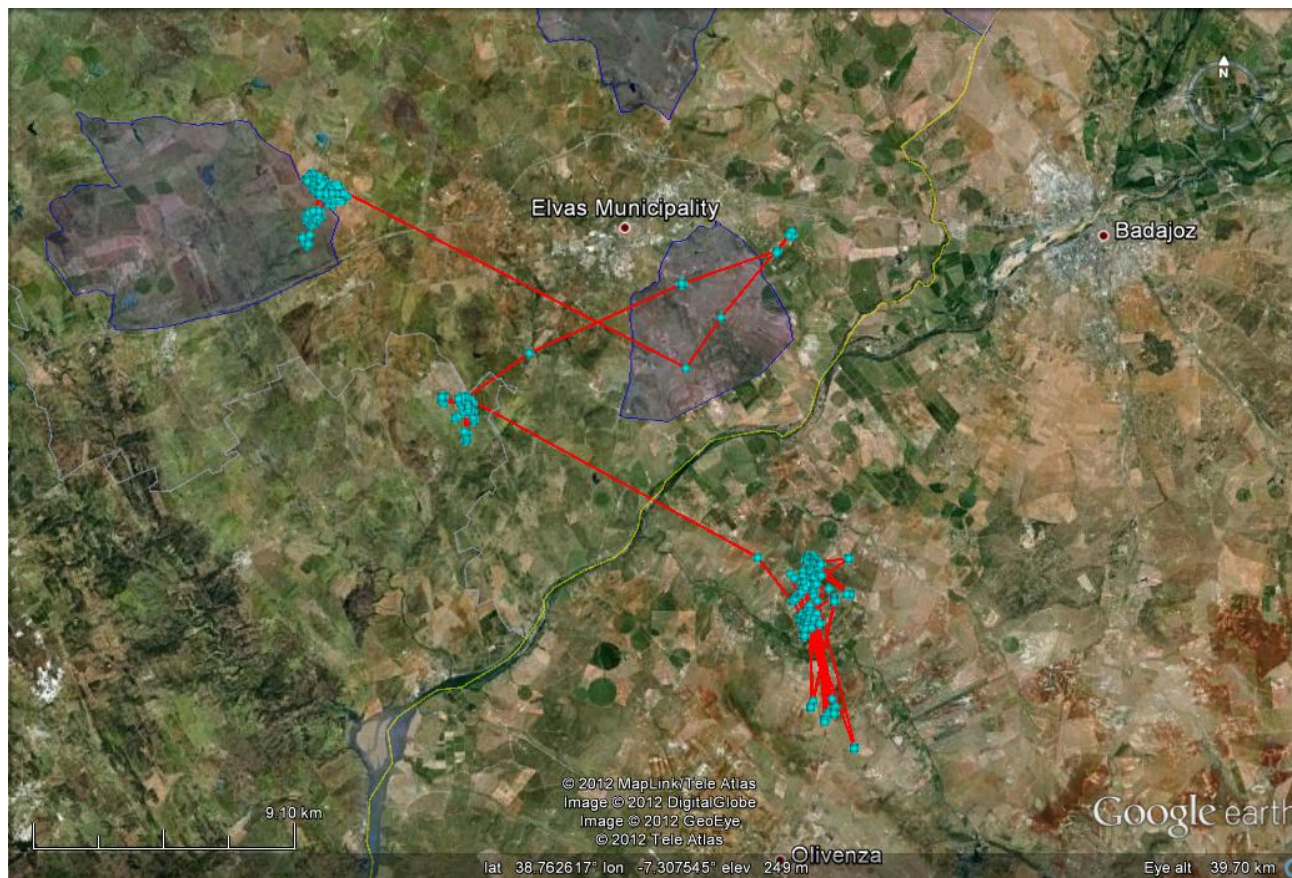 N
Elvas Municipality
Badajoz
9.10 km
© 2012 MapLink/Tele Atlas
Image © 2012 DigitalGlobe
Image © 2012 GeoEye
© 2012 Tele Atlas
Google earth
Olivenza
lat 38.762617° lon -7.307545° elev 249 m
Eye alt 39.70 km